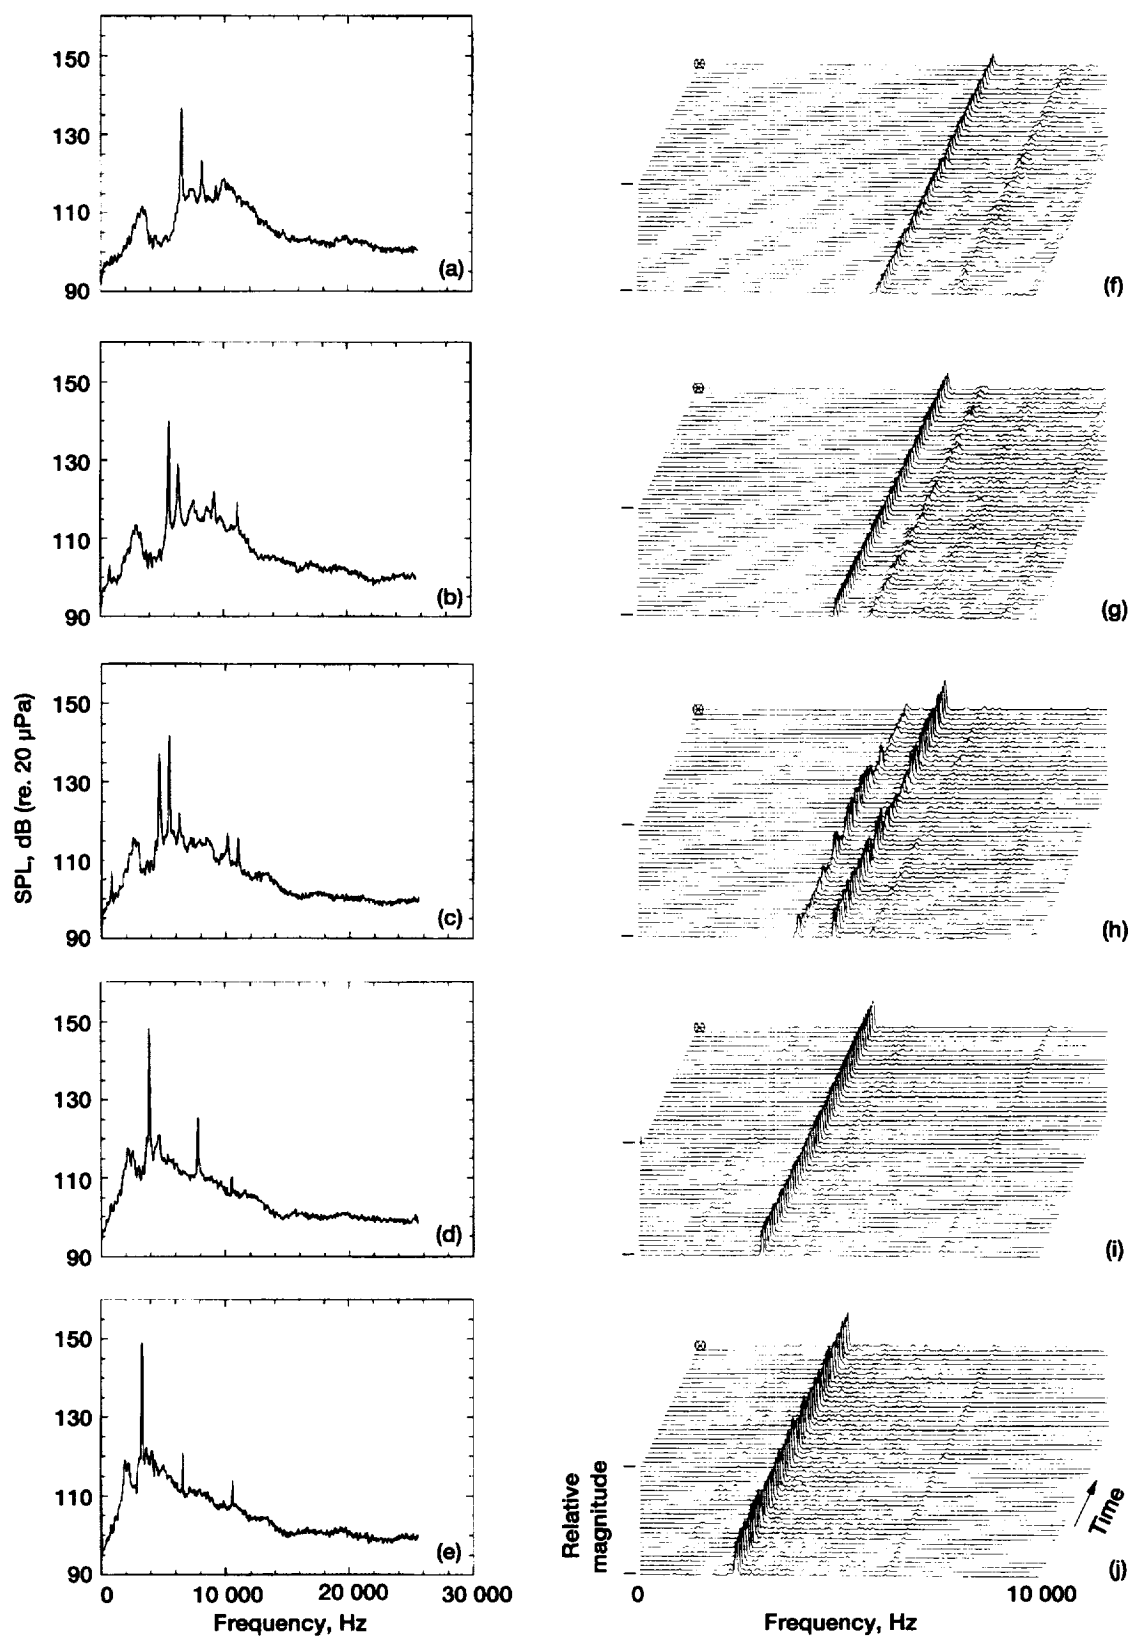 150
130
110
90
(a)
(f)
150
130
110
90
(b)
(g)
SPL, dB (re. 20 μPa)
150
130
110
90
(c)
(h)
150
130
110
90
(d)
(i)
150
130
110
90
(e)
0 10 000 20 000 30 000
Frequency, Hz
Relative
magnitude
Time
(j)
0 10 000
Frequency, Hz